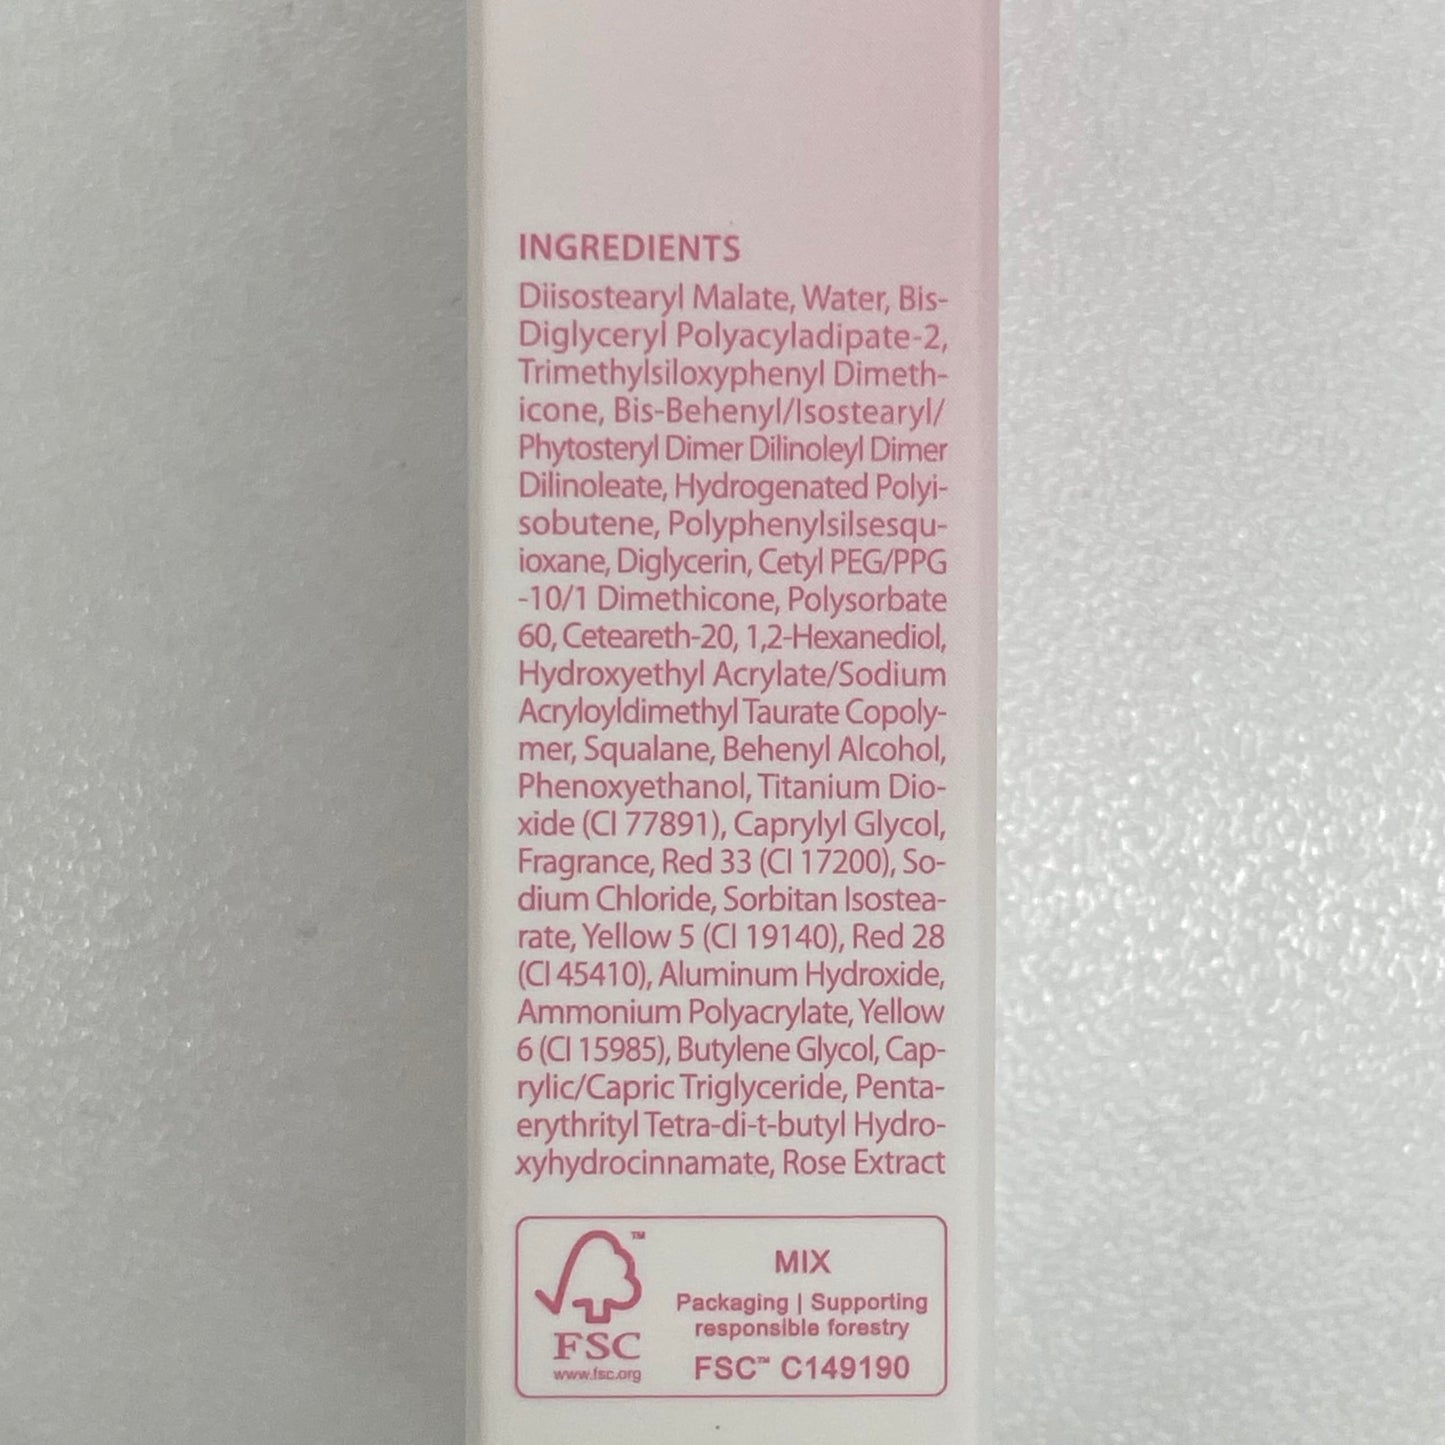 INGREDIENTS
Diisostearyl Malate, Water, Bis-
Diglyceryl Polyacyladipate-2,
Trimethylsiloxyphenyl Dimeth-
icone, Bis-Behenyl/Isostearyl/
Phytosteryl Dimer Dilinoleyl Dimer
Dilinoleate, Hydrogenated Polyi-
sobutene, Polyphenylsilsesqu-
ioxane, Diglycerin, Cetyl PEG/PPG
-10/1 Dimethicone, Polysorbate
60, Ceteareth-20, 1,2-Hexanediol,
Hydroxyethyl Acrylate/Sodium
Acryloyldimethyl Taurate Copoly-
mer, Squalane, Behenyl Alcohol,
Phenoxyethanol, Titanium Dio-
xide (CI 77891), Caprylyl Glycol,
Fragrance, Red 33 (CI 17200), So-
dium Chloride, Sorbitan Isostea-
rate, Yellow 5 (CI 19140), Red 28
(CI 45410), Aluminum Hydroxide,
Ammonium Polyacrylate, Yellow
6 (CI 15985), Butylene Glycol, Cap-
rylic/Capric Triglyceride, Penta-
erythrityl Tetra-di-t-butyl Hydro-
xyhydrocinnamate, Rose Extract
TM
FSC
www.fsc.org
MIX
Packaging | Supporting
responsible forestry
FSC™ C149190